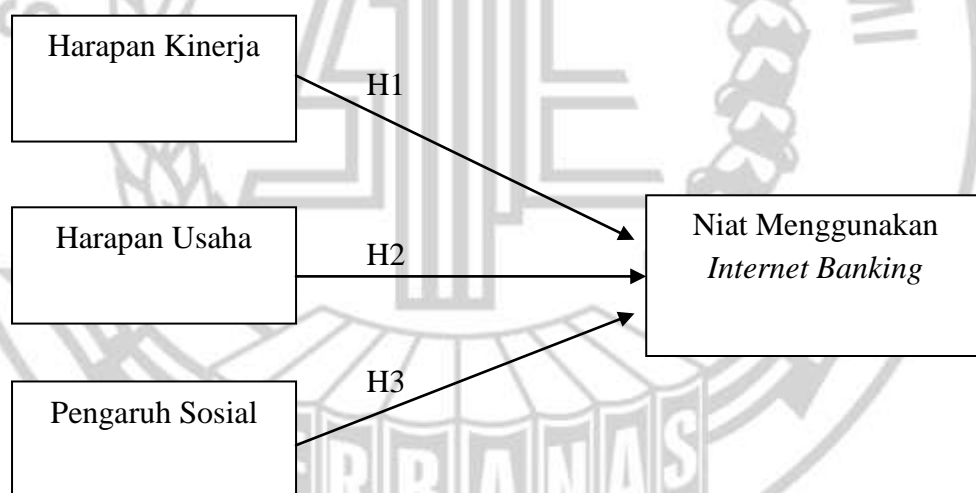 Harapan Kinerja
H1
Harapan Usaha
H2
Niat Menggunakan
Internet Banking
H3
Pengaruh Sosial